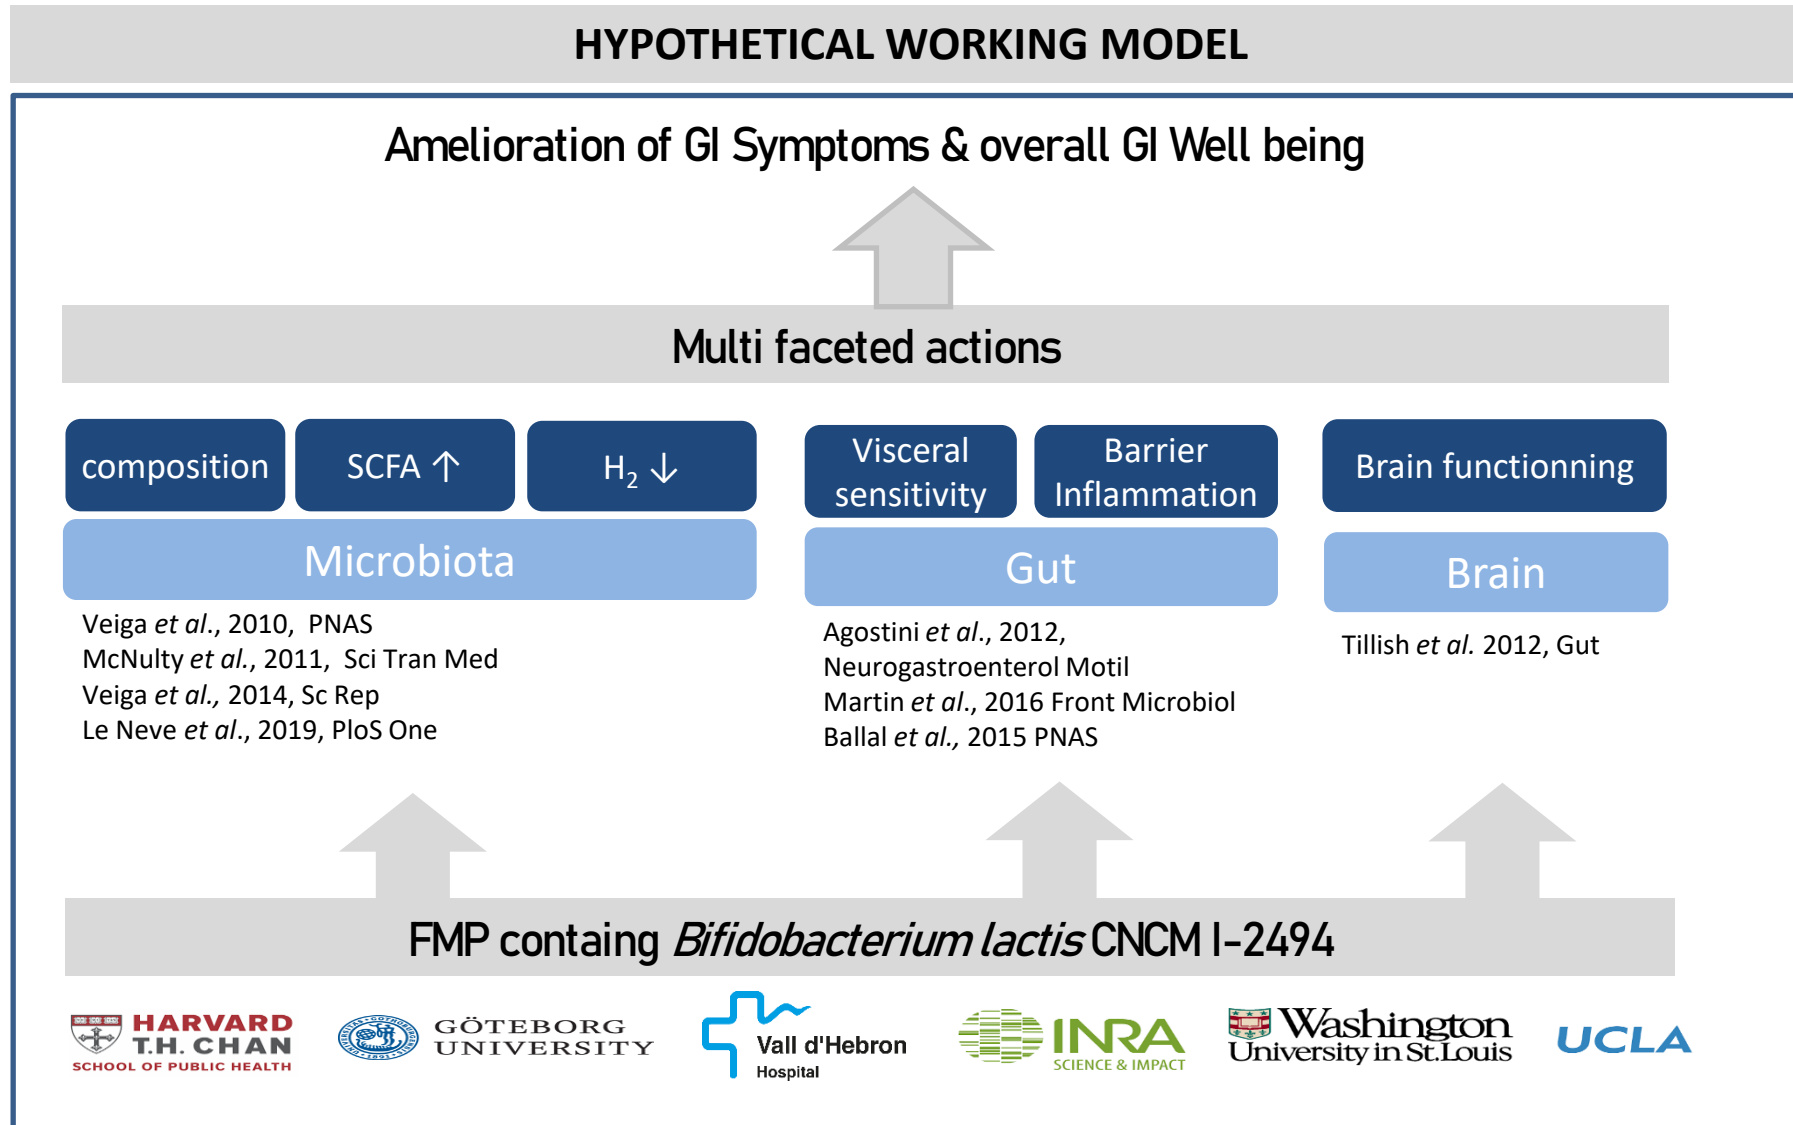 HYPOTHETICAL WORKING MODEL
Amelioration of GI Symptoms & overall GI Well being
Multi faceted actions
composition
SCFA ↑
H₂ ↓
Microbiota
Veiga et al., 2010, PNAS
McNulty et al., 2011, Sci Tran Med
Veiga et al., 2014, Sc Rep
Le Neve et al., 2019, PloS One
Visceral
sensitivity
Barrier
Inflammation
Gut
Agostini et al., 2012,
Neurogastroenterol Motil
Martin et al., 2016 Front Microbiol
Ballal et al., 2015 PNAS
Brain functionning
Brain
Tillish et al. 2012, Gut
FMP containg Bifidobacterium lactis CNCM I-2494
HARVARD
T.H. CHAN
SCHOOL OF PUBLIC HEALTH
GÖTEBORG
UNIVERSITY
Vall d'Hebron
Hospital
INRA
SCIENCE & IMPACT
Washington
University in St.Louis
UCLA